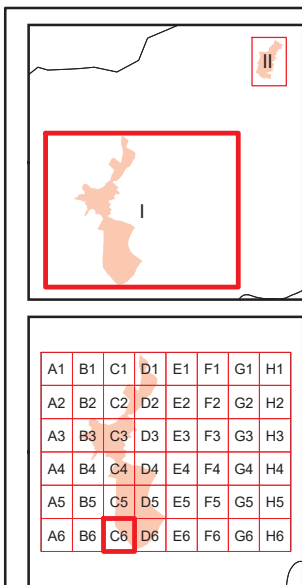 II
I
A1 B1 C1 D1 E1 F1 G1 H1
A2 B2 C2 D2 E2 F2 G2 H2
A3 B3 C3 D3 E3 F3 G3 H3
A4 B4 C4 D4 E4 F4 G4 H4
A5 B5 C5 D5 E5 F5 G5 H5
A6 B6 C6 D6 E6 F6 G6 H6